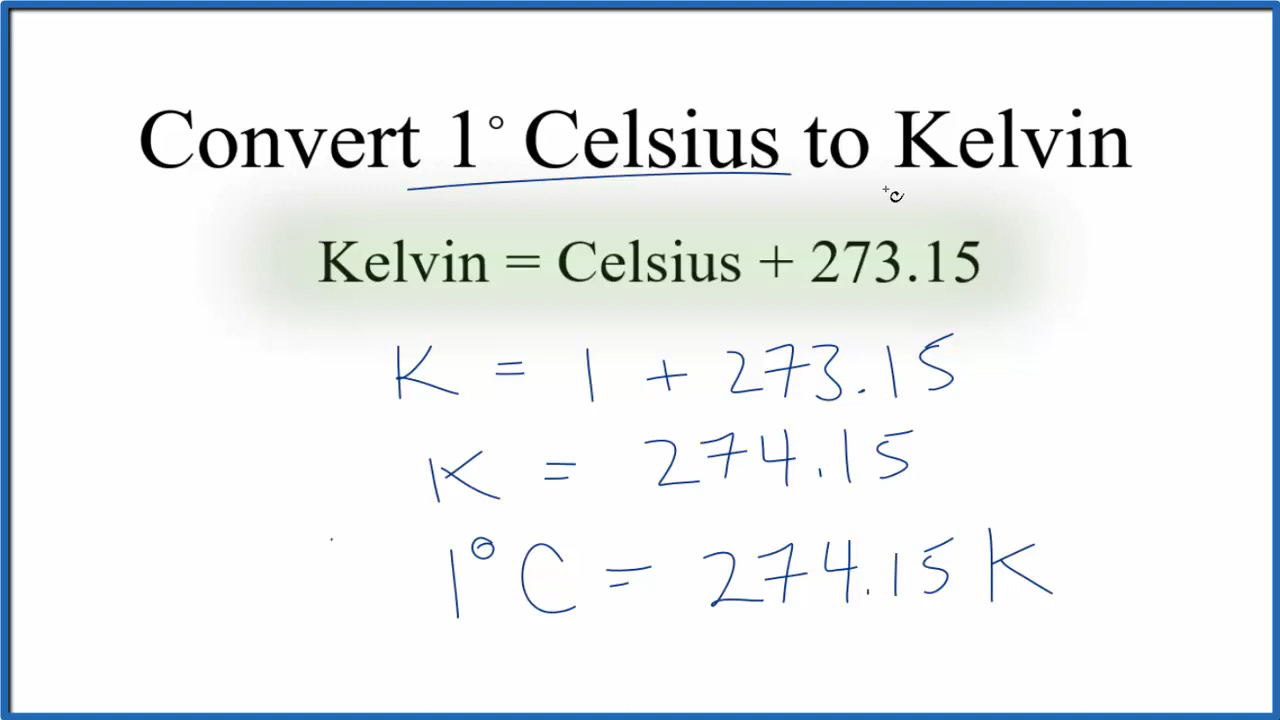 Convert 1° Celsius to Kelvin
Kelvin = Celsius + 273.15
K = 1 + 273.15
K = 274.15
1° C = 274.15 K